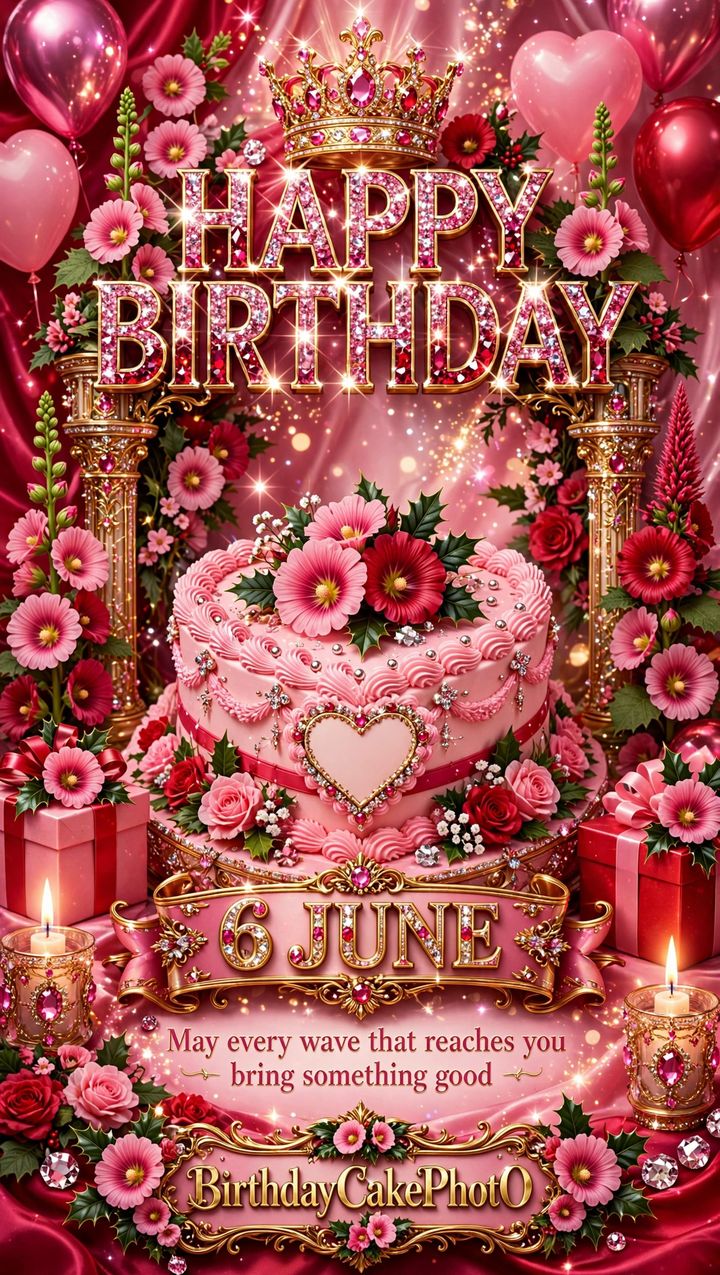 HAPPY
BIRTHDAY
6 JUNE
May every wave that reaches you
bring something good
BirthdayCakePhotO